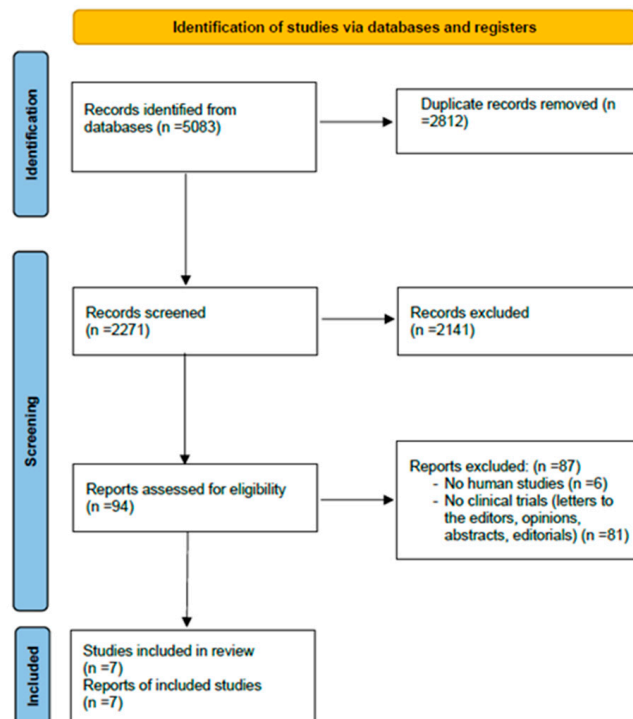 Identification of studies via databases and registers
Identification
Records identified from
databases (n =5083)
Duplicate records removed (n
=2812)
Screening
Records screened
(n =2271)
Records excluded
(n =2141)
Reports assessed for eligibility
(n =94)
Reports excluded: (n =87)
- No human studies (n =6)
- No clinical trials (letters to
the editors, opinions,
abstracts, editorials) (n =81)
Included
Studies included in review
(n =7)
Reports of included studies
(n =7)